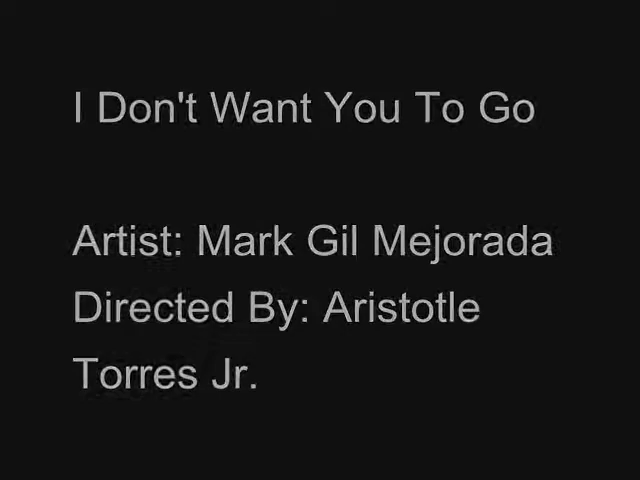 I Don't Want You To Go
Artist: Mark Gil Mejorada
Directed By: Aristotle
Torres Jr.